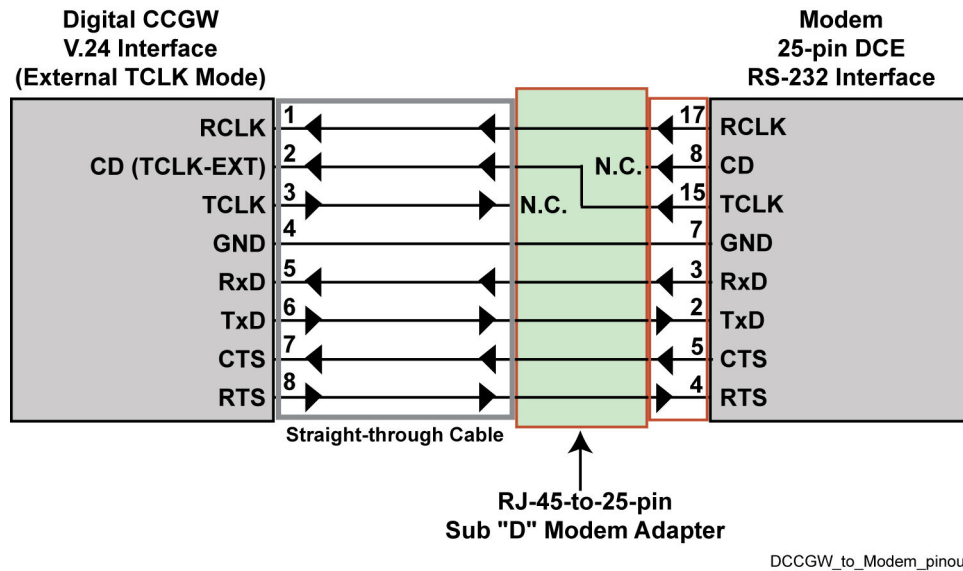 Digital CCGW
V.24 Interface
(External TCLK Mode)
Modem
25-pin DCE
RS-232 Interface
RCLK 1 17 RCLK
CD (TCLK-EXT) 2 N.C. 8 CD
TCLK 3 N.C. 15 TCLK
GND 4 7 GND
RxD 5 3 RxD
TxD 6 2 TxD
CTS 7 5 CTS
RTS 8 4 RTS
Straight-through Cable
RJ-45-to-25-pin
Sub "D" Modem Adapter
DCCGW_to_Modem_pinou